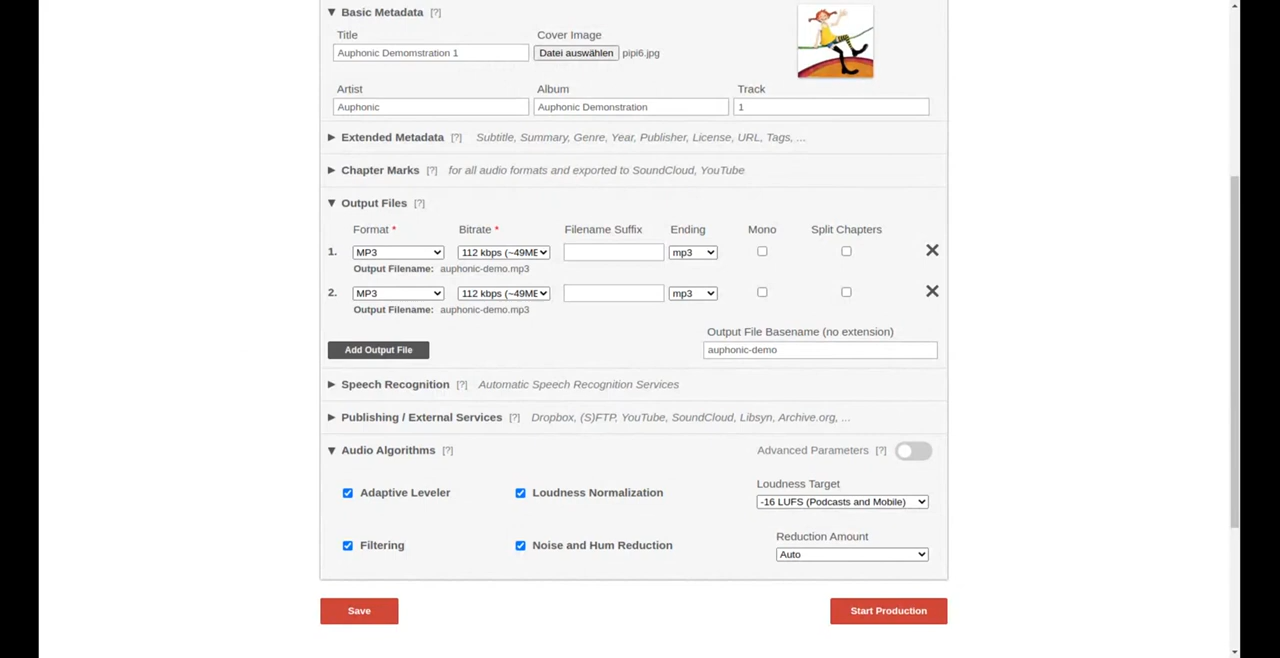 ▼ Basic Metadata [?]
Title Cover Image
Auphonic Demomstration 1 Datei auswählen pipi6.jpg
Artist Album Track
Auphonic Auphonic Demonstration 1
▶ Extended Metadata [?] Subtitle, Summary, Genre, Year, Publisher, License, URL, Tags, ...
▶ Chapter Marks [?] for all audio formats and exported to SoundCloud, YouTube
▼ Output Files [?]
Format * Bitrate * Filename Suffix Ending Mono Split Chapters
1. MP3 112 kbps (~49ME mp3
Output Filename: auphonic-demo.mp3
2. MP3 112 kbps (~49ME mp3
Output Filename: auphonic-demo.mp3
Output File Basename (no extension)
Add Output File auphonic-demo
▶ Speech Recognition [?] Automatic Speech Recognition Services
▶ Publishing / External Services [?] Dropbox, (S)FTP, YouTube, SoundCloud, Libsyn, Archive.org, ...
▼ Audio Algorithms [?] Advanced Parameters [?]
Loudness Target
Adaptive Leveler Loudness Normalization
-16 LUFS (Podcasts and Mobile)
Reduction Amount
Filtering Noise and Hum Reduction
Auto
Save Start Production